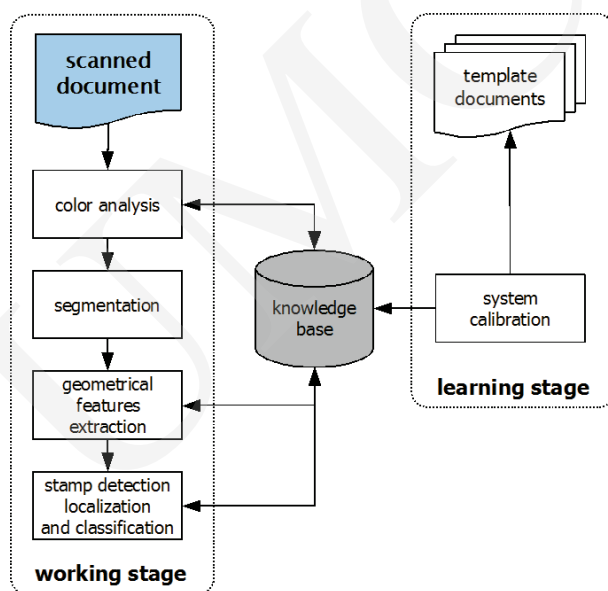 scanned
document
color analysis
segmentation
geometrical
features
extraction
stamp detection
localization
and classification
working stage
knowledge
base
template
documents
system
calibration
learning stage
UMC